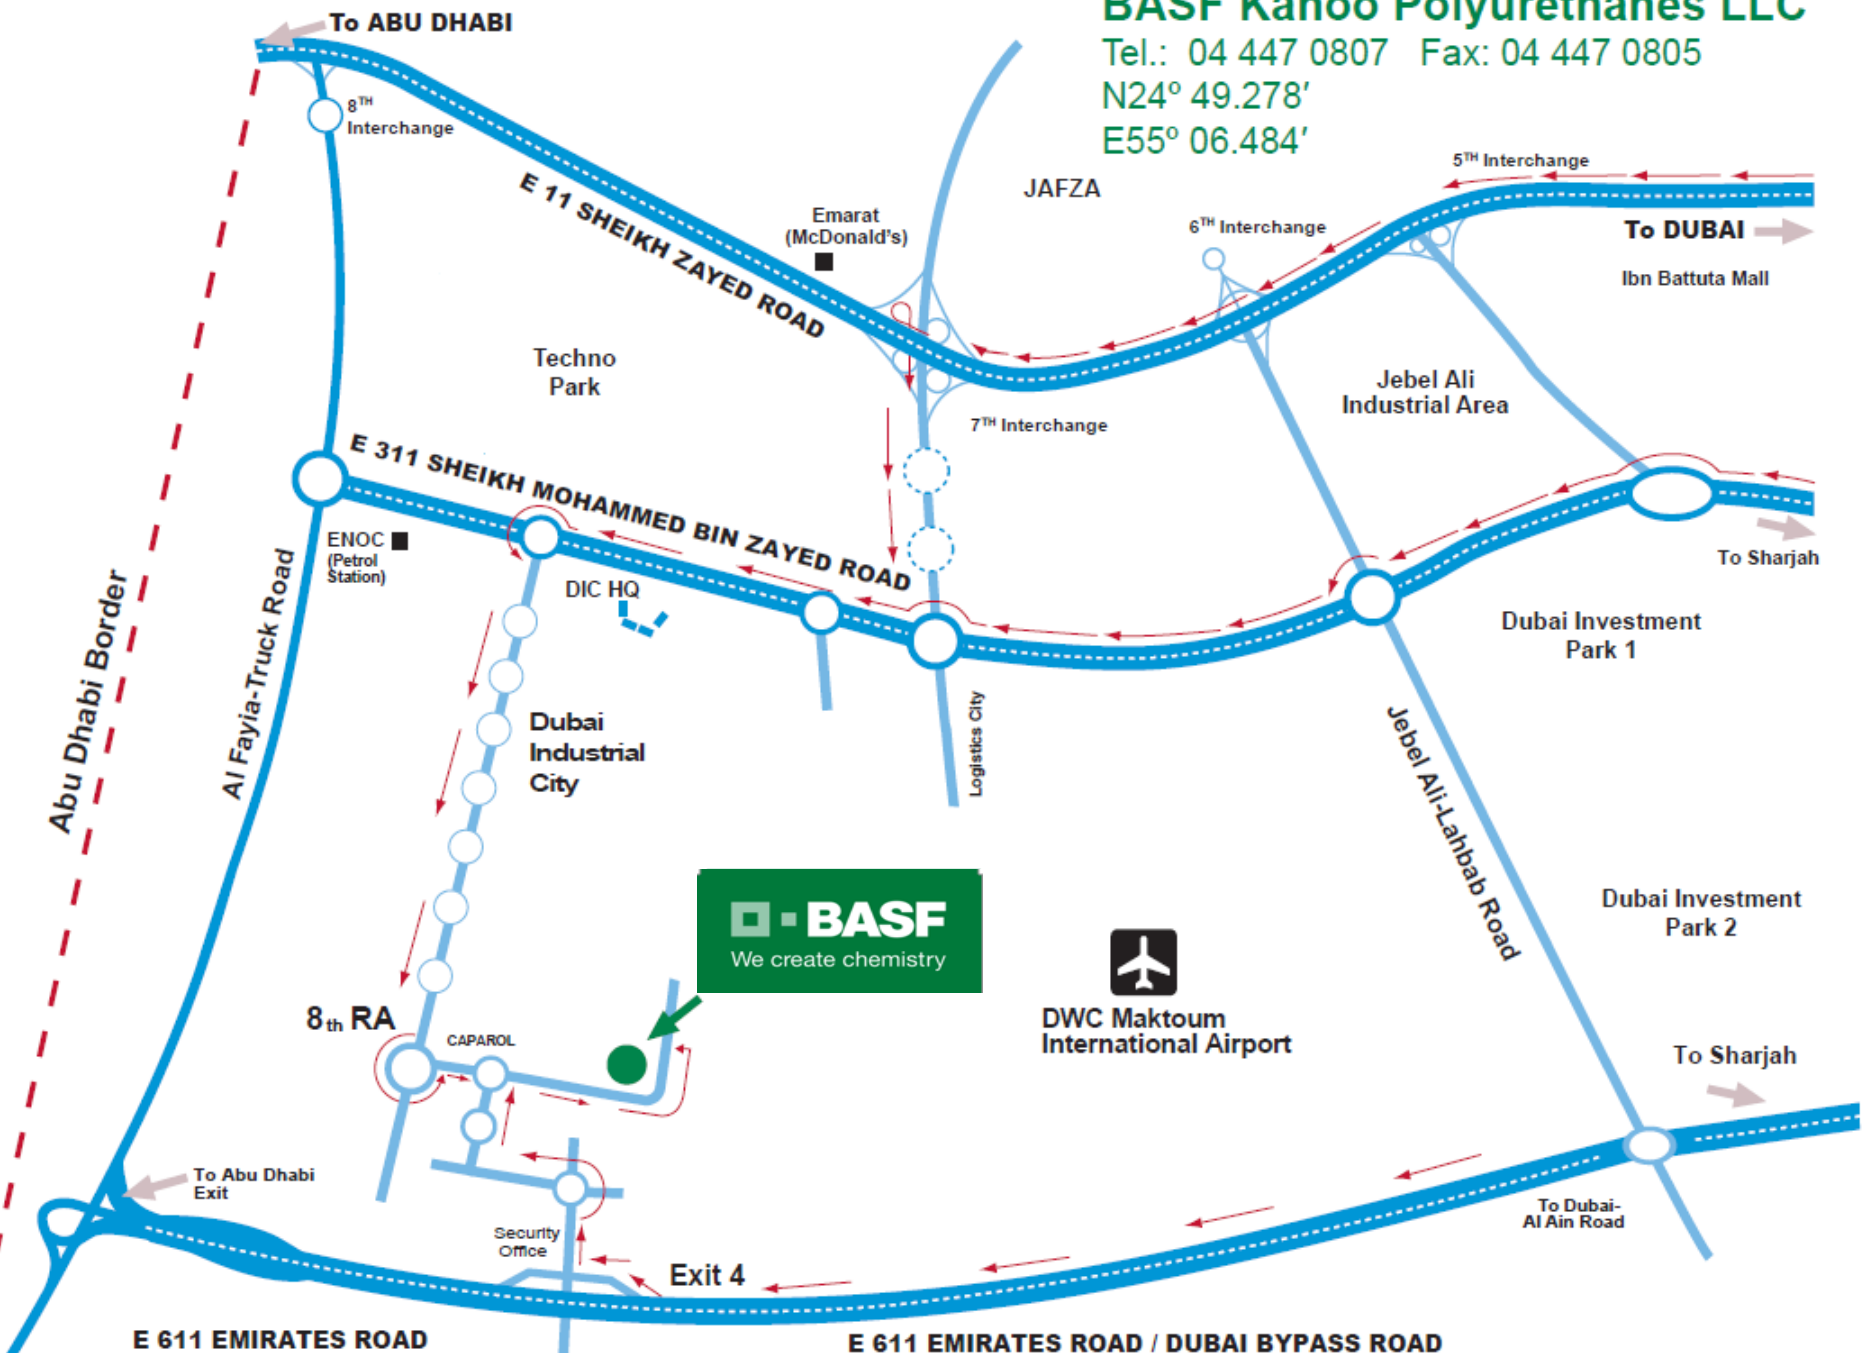 BASF Kanoo Polyurethanes LLC
Tel.: 04 447 0807 Fax: 04 447 0805
N24º 49.278′
E55º 06.484′
To ABU DHABI
8TH
Interchange
E 11 SHEIKH ZAYED ROAD
Emarat
(McDonald's)
JAFZA
6TH Interchange
5TH Interchange
To DUBAI
Ibn Battuta Mall
Techno
Park
7TH Interchange
Jebel Ali
Industrial Area
E 311 SHEIKH MOHAMMED BIN ZAYED ROAD
ENOC
(Petrol
Station)
DIC HQ
To Sharjah
Dubai Investment
Park 1
Abu Dhabi Border
Al Fayia-Truck Road
Dubai
Industrial
City
Logistics City
Jebel Ali-Lahbab Road
BASF
We create chemistry
Dubai Investment
Park 2
8th RA
CAPAROL
DWC Maktoum
International Airport
To Sharjah
To Abu Dhabi
Exit
Security
Office
Exit 4
To Dubai-
Al Ain Road
E 611 EMIRATES ROAD
E 611 EMIRATES ROAD / DUBAI BYPASS ROAD